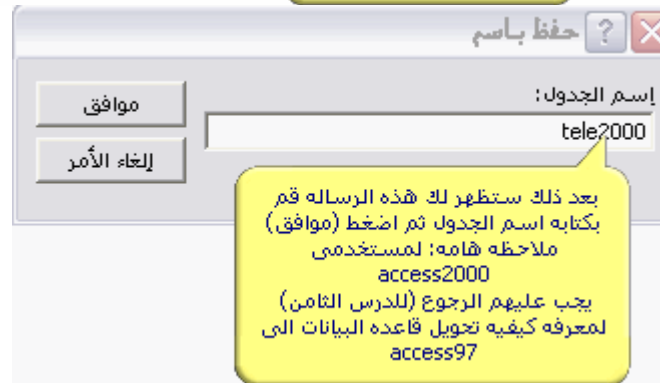 حفظ باسم
إسم الجدول:
موافق
tele2000
إلغاء الأمر
بعد ذلك ستظهر لك هذه الرساله قم
بكتابه اسم الجدول ثم اضغط (موافق)
ملاحظه هامه: لمستخدمى
access2000
يجب عليهم الرجوع (للدرس الثامن)
لمعرفه كيفيه تحويل قاعده البيانات الى
access97